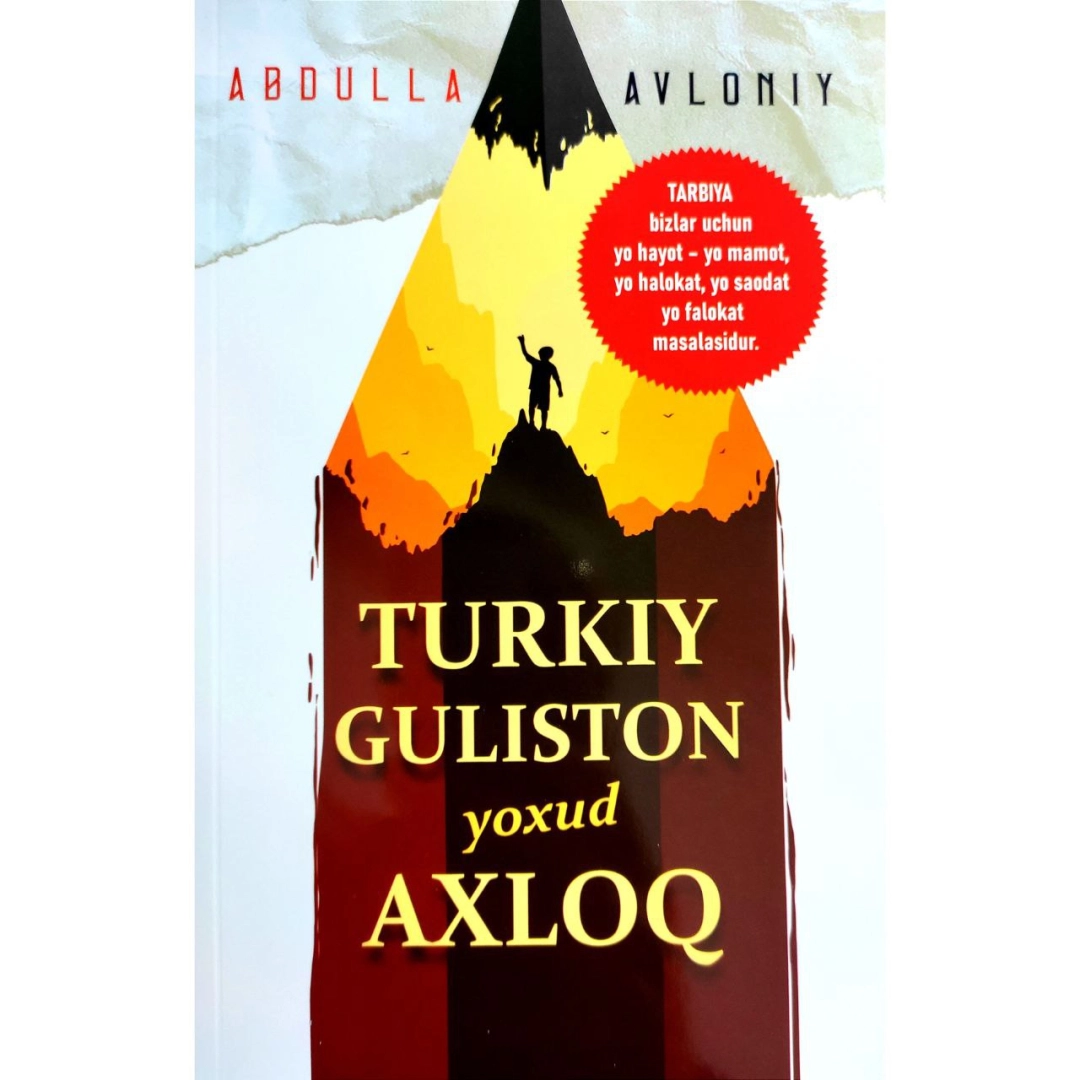 ABDULLA AVLONIY
TARBIYA
bizlar uchun
yo hayot – yo mamot,
yo halokat, yo saodat
yo falokat
masalasidur.
TURKIY
GULISTON
yoxud
AXLOQ